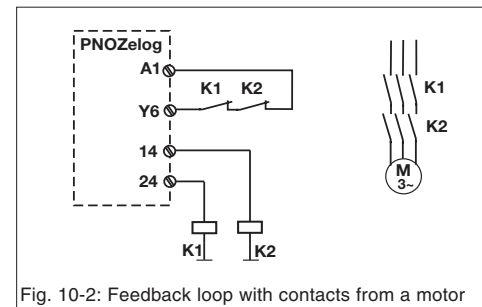 PNOZelog
A1
K1 K2
Y6
14
24
K1 K2
K1
K2
M
3~
Fig. 10-2: Feedback loop with contacts from a motor